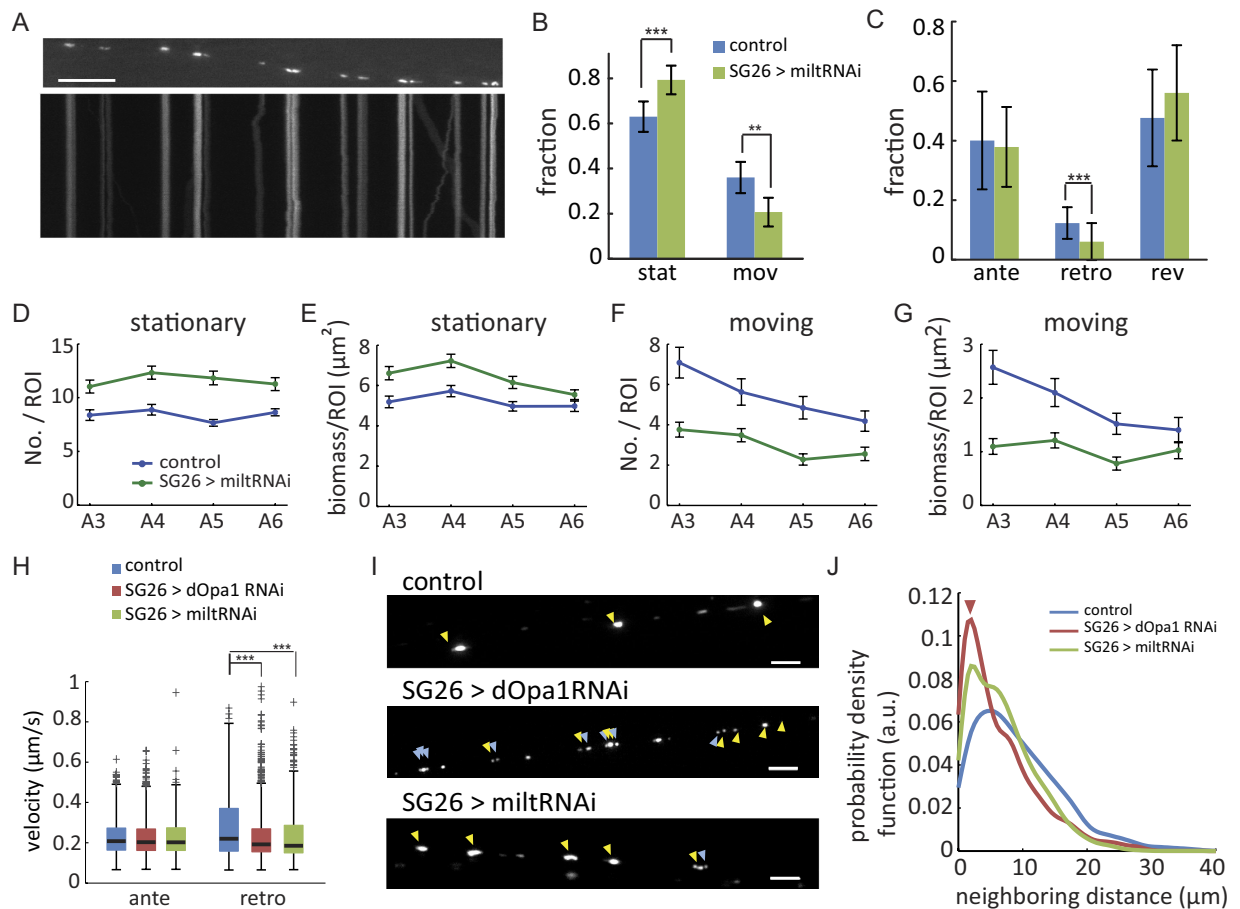 A
B
***
control
SG26 > miltRNAi
**
fraction
0.8
0.6
0.4
0.2
0
stat
mov
C
fraction
0.8
0.6
0.4
0.2
0
***
ante
retro
rev
D
stationary
No. / ROI
15
10
5
0
control
SG26 > miltRNAi
A3
A4
A5
A6
E
stationary
biomass/ROI (µm²)
8
6
4
2
0
A3
A4
A5
A6
F
moving
No. / ROI
8
6
4
2
0
A3
A4
A5
A6
G
moving
biomass/ROI (µm2)
3
2
1
0
A3
A4
A5
A6
H
control
SG26 > dOpa1 RNAi
SG26 > miltRNAi
***
***
velocity (µm/s)
1
0.8
0.6
0.4
0.2
0
ante
retro
I
control
SG26 > dOpa1RNAi
SG26 > miltRNAi
J
probability density
function (a.u.)
0.12
0.1
0.08
0.06
0.04
0.02
0
control
SG26 > dOpa1 RNAi
SG26 > miltRNAi
0
10
20
30
40
neighboring distance (µm)